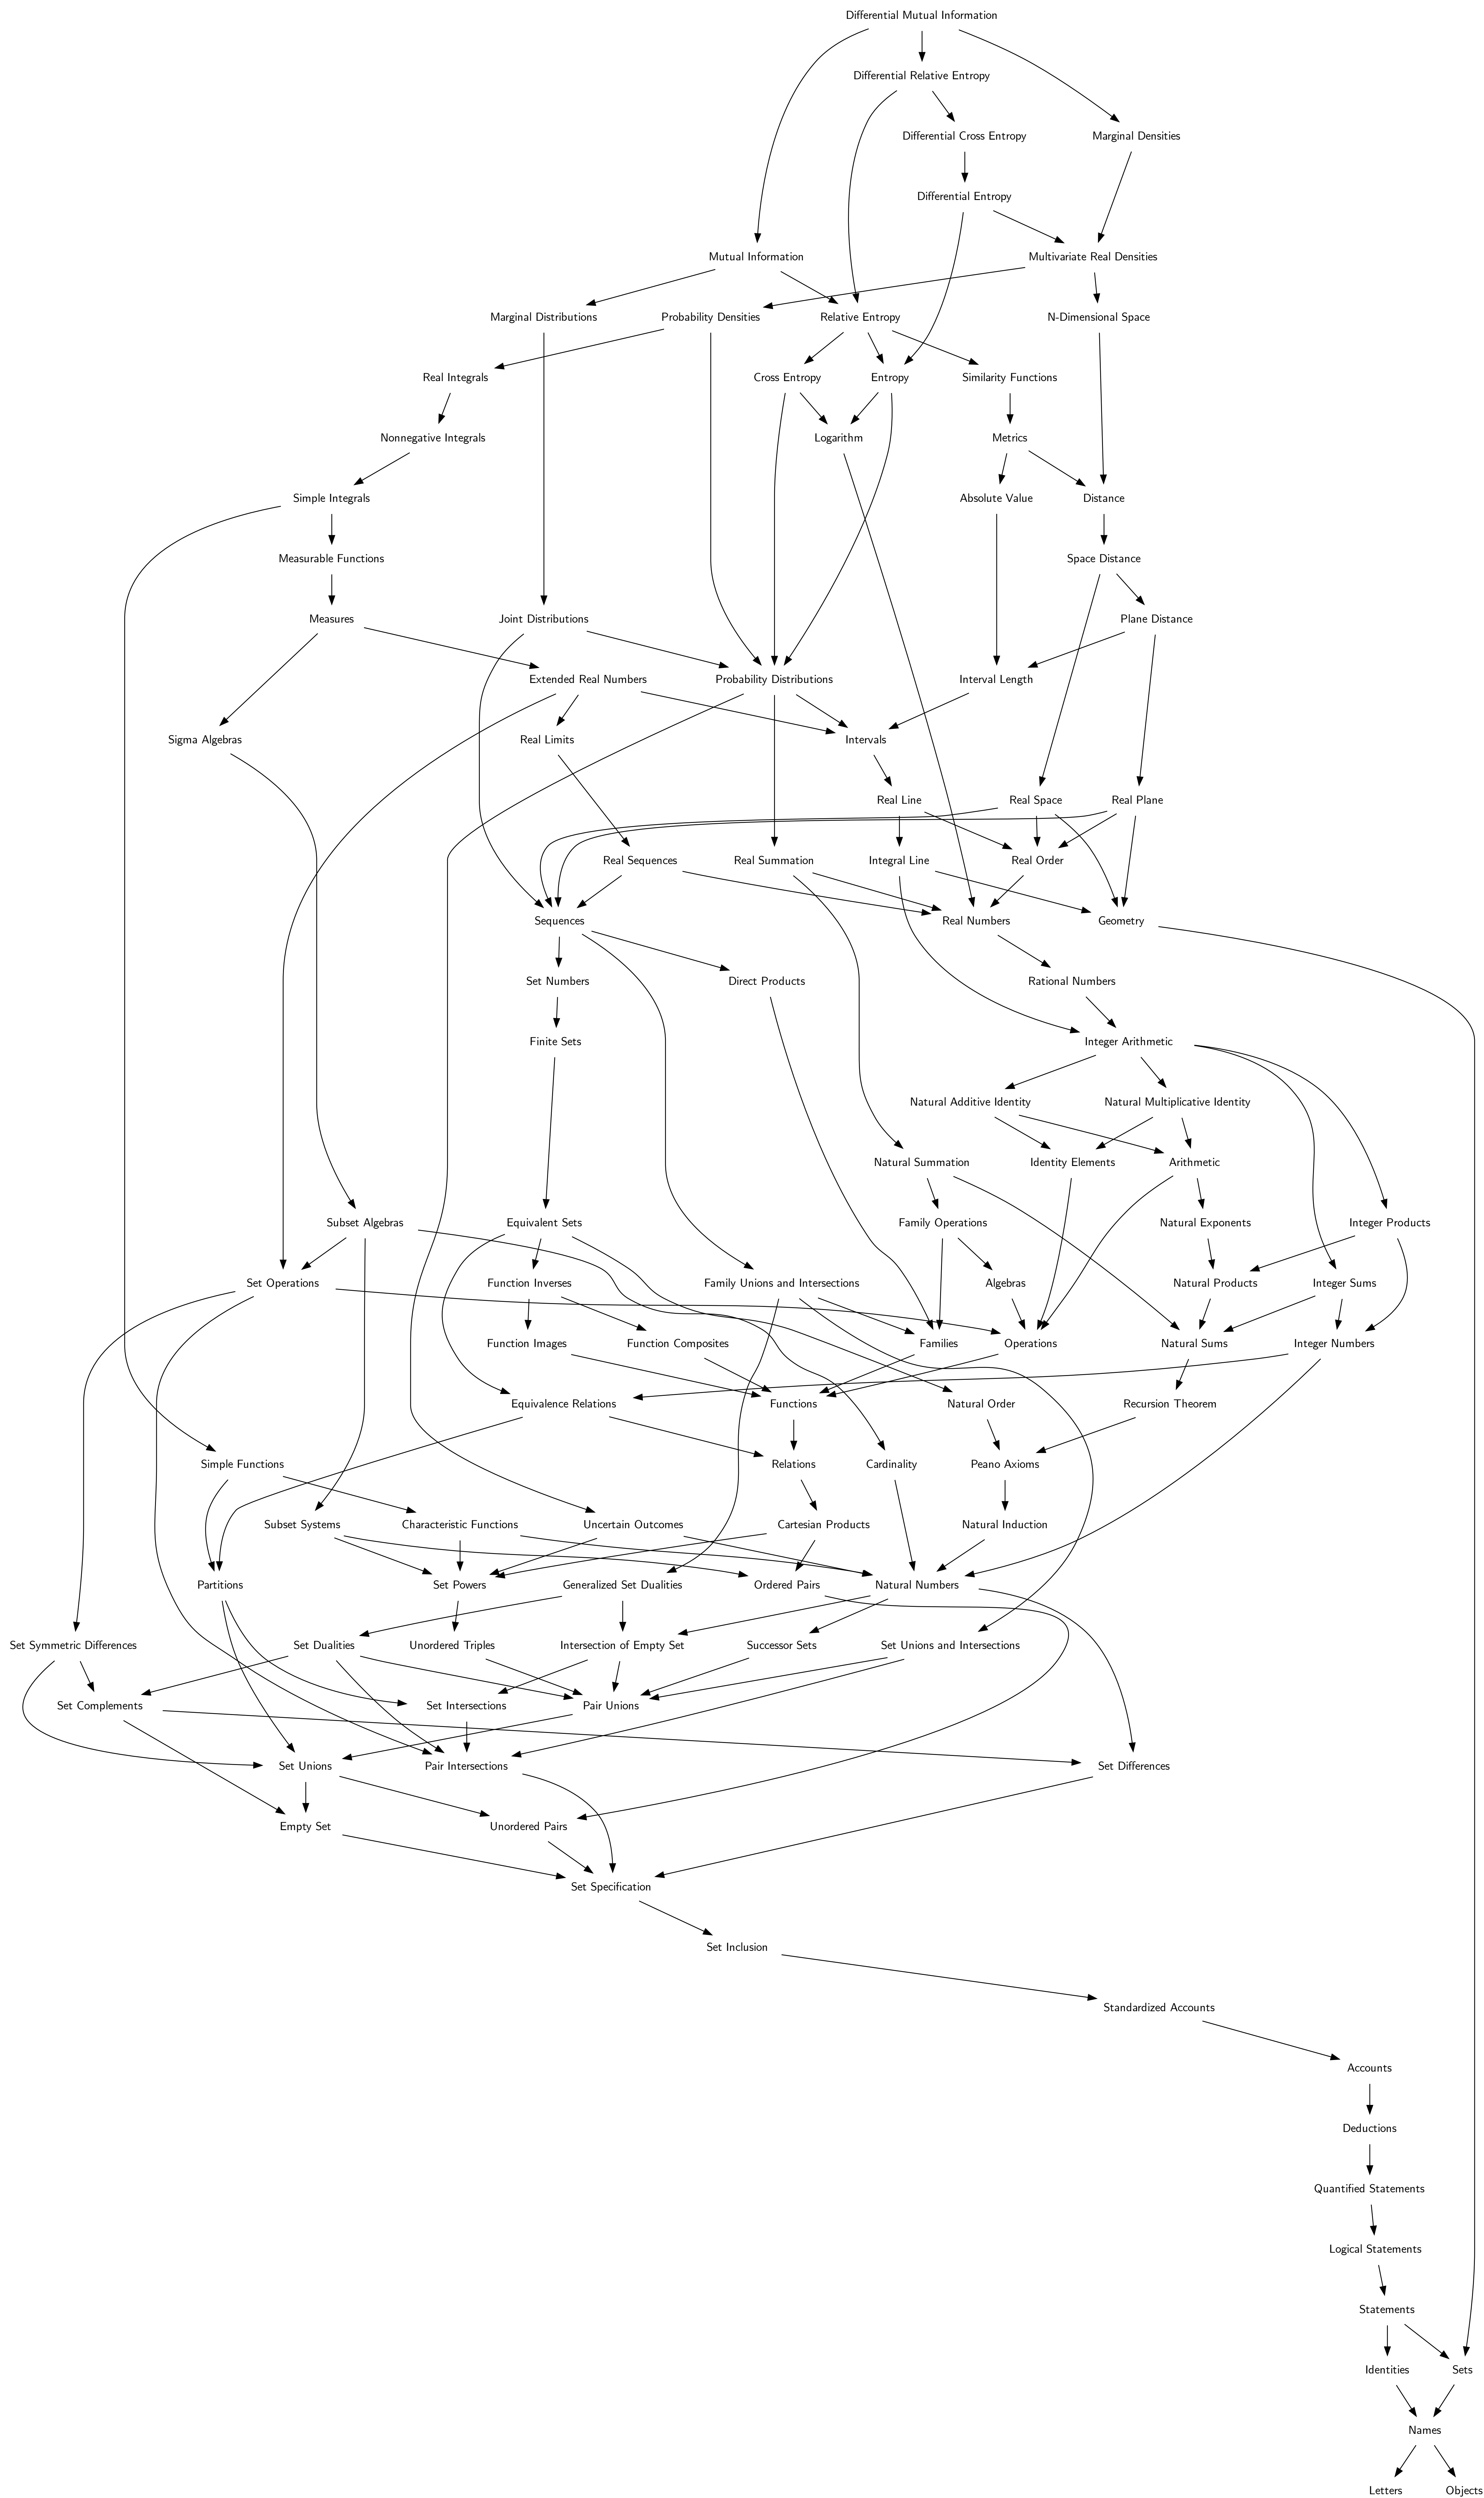 Differential Mutual Information
Differential Relative Entropy
Differential Cross Entropy
Marginal Densities
Differential Entropy
Mutual Information
Multivariate Real Densities
Marginal Distributions
Probability Densities
Relative Entropy
N-Dimensional Space
Real Integrals
Cross Entropy
Entropy
Similarity Functions
Nonnegative Integrals
Logarithm
Metrics
Simple Integrals
Absolute Value
Distance
Measurable Functions
Space Distance
Measures
Joint Distributions
Plane Distance
Extended Real Numbers
Probability Distributions
Interval Length
Sigma Algebras
Real Limits
Intervals
Real Line
Real Space
Real Plane
Real Sequences
Real Summation
Integral Line
Real Order
Sequences
Real Numbers
Geometry
Set Numbers
Direct Products
Rational Numbers
Finite Sets
Integer Arithmetic
Natural Additive Identity
Natural Multiplicative Identity
Natural Summation
Identity Elements
Arithmetic
Subset Algebras
Equivalent Sets
Family Operations
Natural Exponents
Integer Products
Set Operations
Function Inverses
Family Unions and Intersections
Algebras
Natural Products
Integer Sums
Function Images
Function Composites
Families
Operations
Natural Sums
Integer Numbers
Equivalence Relations
Functions
Natural Order
Recursion Theorem
Simple Functions
Relations
Cardinality
Peano Axioms
Subset Systems
Characteristic Functions
Uncertain Outcomes
Cartesian Products
Natural Induction
Partitions
Set Powers
Generalized Set Dualities
Ordered Pairs
Natural Numbers
Set Symmetric Differences
Set Dualities
Unordered Triples
Intersection of Empty Set
Successor Sets
Set Unions and Intersections
Set Complements
Set Intersections
Pair Unions
Set Unions
Pair Intersections
Set Differences
Empty Set
Unordered Pairs
Set Specification
Set Inclusion
Standardized Accounts
Accounts
Deductions
Quantified Statements
Logical Statements
Statements
Identities
Sets
Names
Letters
Objects